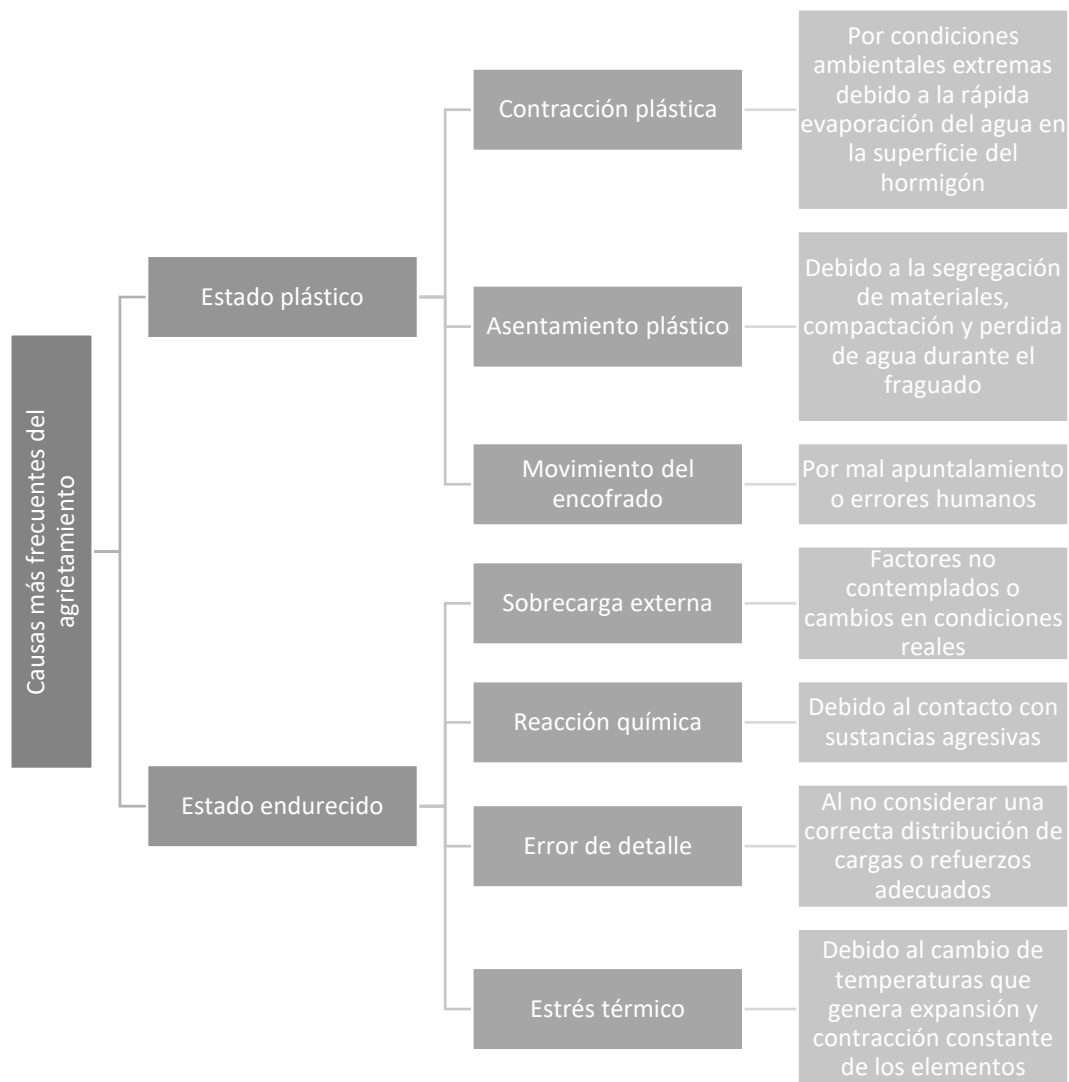 Causas más frecuentes del
agrietamiento
Estado plástico
Contracción plástica
Por condiciones
ambientales extremas
debido a la rápida
evaporación del agua en
la superficie del
hormigón
Asentamiento plástico
Debido a la segregación
de materiales,
compactación y perdida
de agua durante el
fraguado
Movimiento del
encofrado
Por mal apuntalamiento
o errores humanos
Estado endurecido
Sobrecarga externa
Factores no
contemplados o
cambios en condiciones
reales
Reacción química
Debido al contacto con
sustancias agresivas
Error de detalle
Al no considerar una
correcta distribución de
cargas o refuerzos
adecuados
Estrés térmico
Debido al cambio de
temperaturas que
genera expansión y
contracción constante
de los elementos